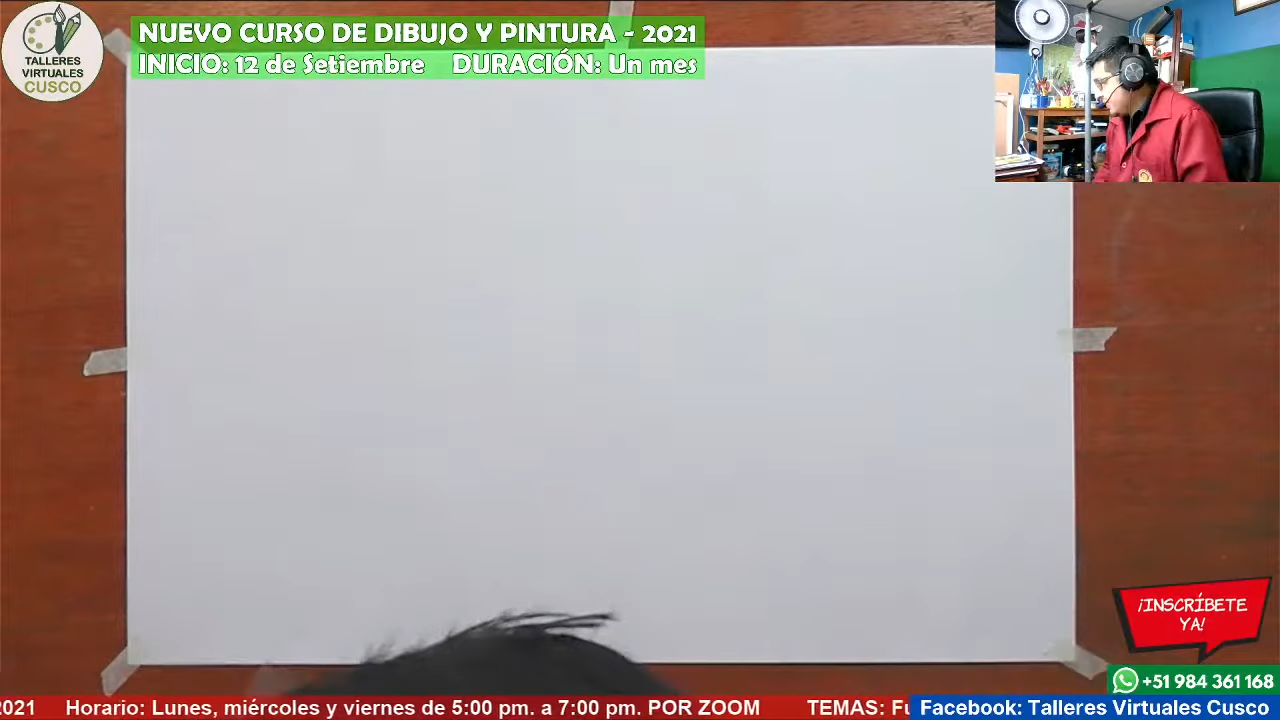 TALLERES
VIRTUALES
CUSCO
NUEVO CURSO DE DIBUJO Y PINTURA - 2021
INICIO: 12 de Setiembre DURACIÓN: Un mes
¡INSCRÍBETE
YA!
+51 984 361 168
2021 Horario: Lunes, miércoles y viernes de 5:00 pm. a 7:00 pm. POR ZOOM TEMAS:
Facebook: Talleres Virtuales Cusco